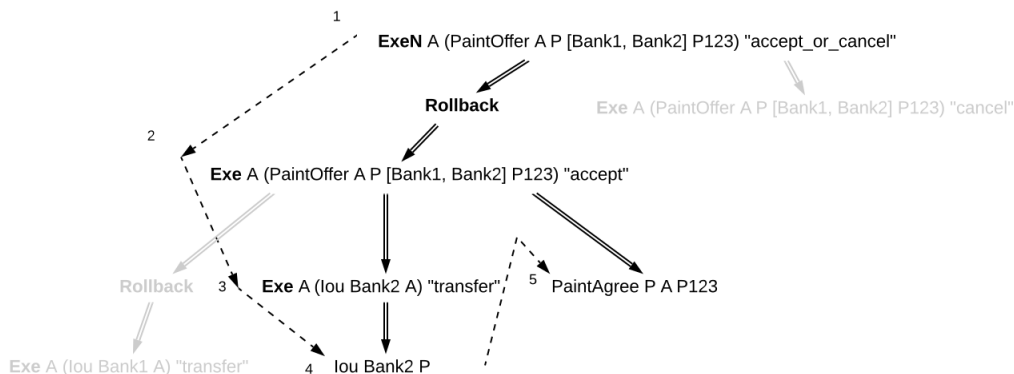 1
ExeN A (PaintOffer A P [Bank1, Bank2] P123) "accept_or_cancel"
Rollback
Exe A (PaintOffer A P [Bank1, Bank2] P123) "cancel"
2
Exe A (PaintOffer A P [Bank1, Bank2] P123) "accept"
Rollback
3
Exe A (Iou Bank2 A) "transfer"
5
PaintAgree P A P123
Exe A (Iou Bank1 A) "transfer"
4
Iou Bank2 P